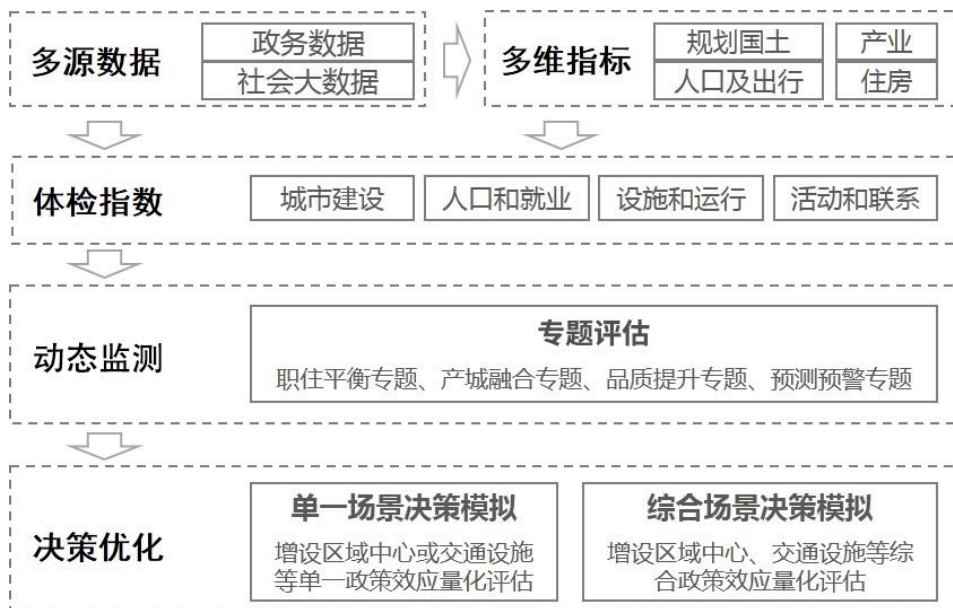 多源数据
政务数据
社会大数据
多维指标
规划国土
产业
人口及出行
住房
体检指数
城市建设
人口和就业
设施和运行
活动和联系
动态监测
专题评估
职住平衡专题、产城融合专题、品质提升专题、预测预警专题
决策优化
单一场景决策模拟
增设区域中心或交通设施
等单一政策效应量化评估
综合场景决策模拟
增设区域中心、交通设施等综
合政策效应量化评估